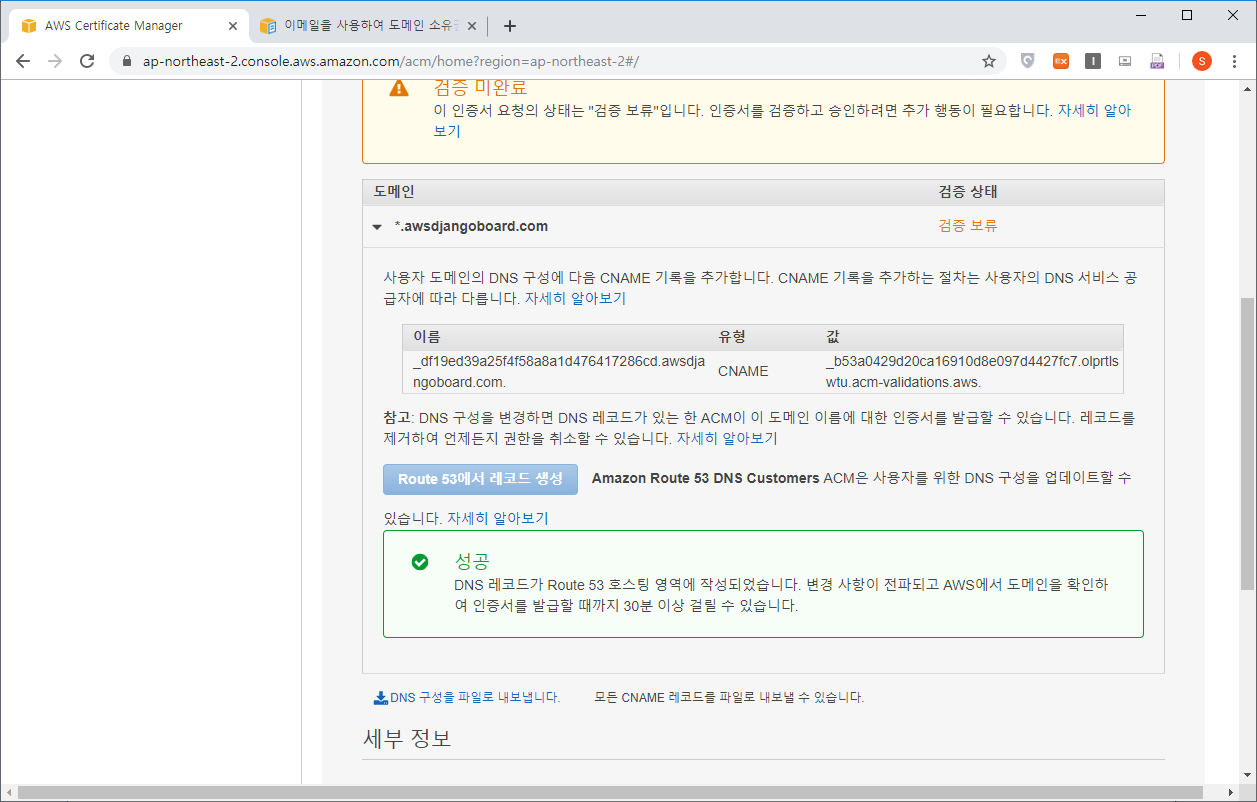 AWS Certificate Manager
이메일을 사용하여 도메인 소유
ap-northeast-2.console.aws.amazon.com/acm/home?region=ap-northeast-2#/
EX
I
PDF
S
검증 미완료
이 인증서 요청의 상태는 "검증 보류"입니다. 인증서를 검증하고 승인하려면 추가 행동이 필요합니다. 자세히 알아
보기
도메인 검증 상태
*.awsdjangoboard.com 검증 보류
사용자 도메인의 DNS 구성에 다음 CNAME 기록을 추가합니다. CNAME 기록을 추가하는 절차는 사용자의 DNS 서비스 공
급자에 따라 다릅니다. 자세히 알아보기
이름 유형 값
_df19ed39a25f4f58a8a1d476417286cd.awsdja CNAME _b53a0429d20ca16910d8e097d4427fc7.olprtls
ngoboard.com. wtu.acm-validations.aws.
참고: DNS 구성을 변경하면 DNS 레코드가 있는 한 ACM이 이 도메인 이름에 대한 인증서를 발급할 수 있습니다. 레코드를
제거하여 언제든지 권한을 취소할 수 있습니다. 자세히 알아보기
Route 53에서 레코드 생성 Amazon Route 53 DNS Customers ACM은 사용자를 위한 DNS 구성을 업데이트할 수
있습니다. 자세히 알아보기
성공
DNS 레코드가 Route 53 호스팅 영역에 작성되었습니다. 변경 사항이 전파되고 AWS에서 도메인을 확인하
여 인증서를 발급할 때까지 30분 이상 걸릴 수 있습니다.
DNS 구성을 파일로 내보냅니다. 모든 CNAME 레코드를 파일로 내보낼 수 있습니다.
세부 정보